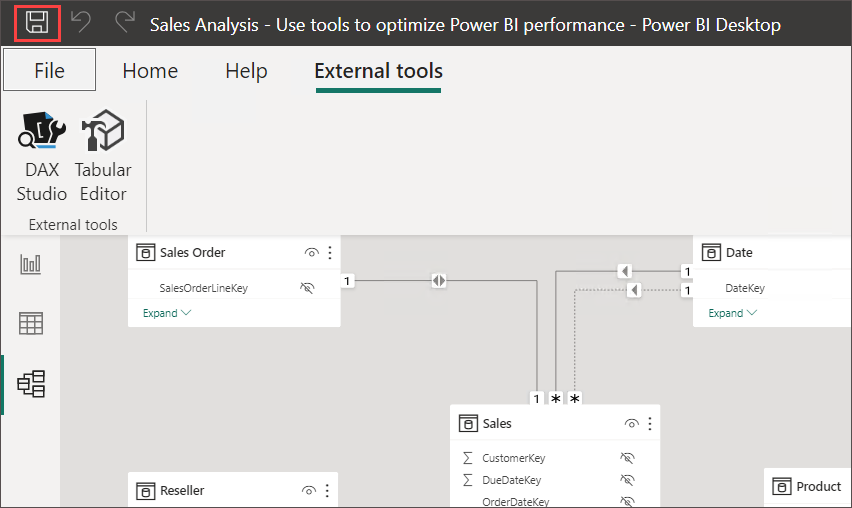 Sales Analysis - Use tools to optimize Power BI performance - Power BI Desktop
File Home Help External tools
DAX Studio
Tabular Editor
External tools
Sales Order
SalesOrderLineKey
Expand
1
Date
DateKey
Expand
1
1
1 * *
Sales
Σ CustomerKey
Σ DueDateKey
OrderDateKey
Reseller
Product